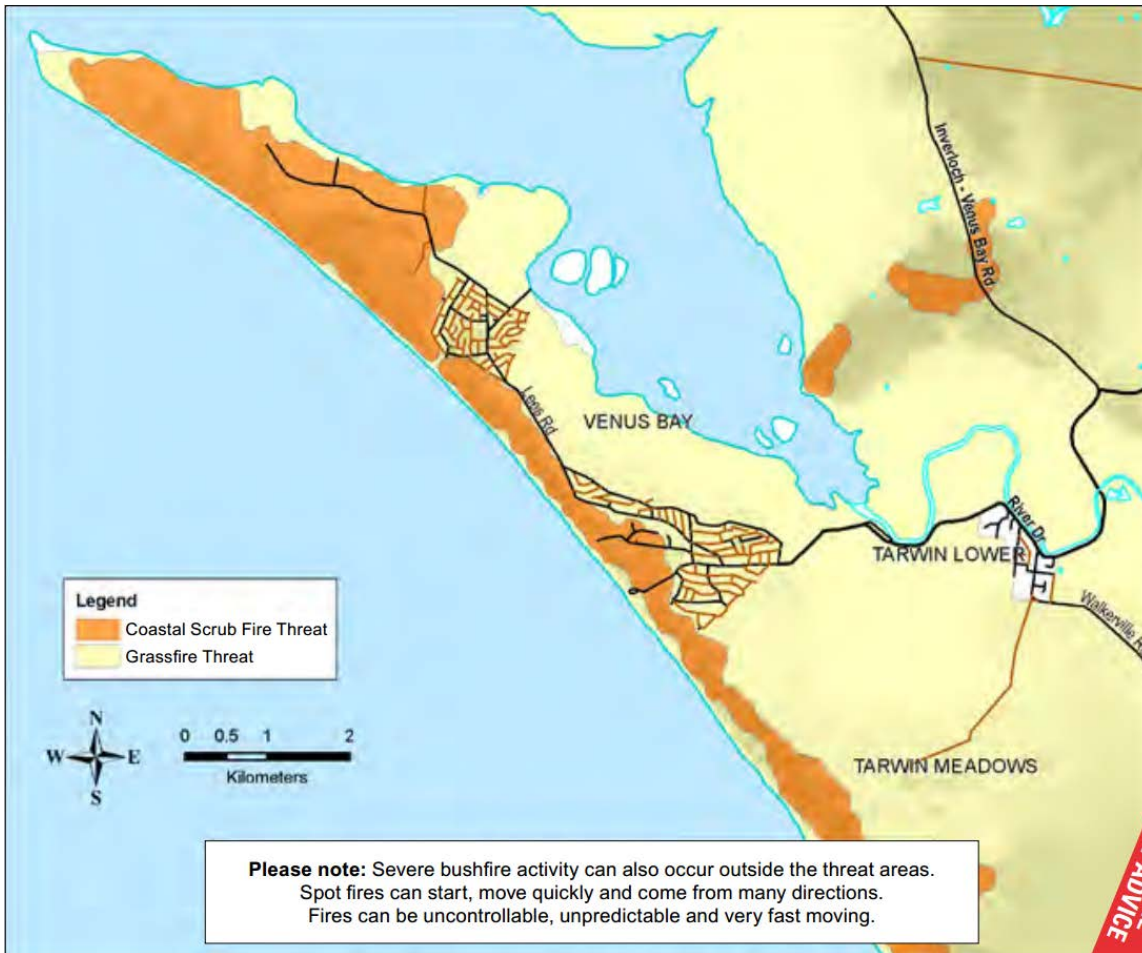 Inverloch - Venus Bay Rd
Lees Rd
VENUS BAY
River Dr
TARWIN LOWER
Walkerville
Legend
Coastal Scrub Fire Threat
Grassfire Threat
N
W
E
S
0 0.5 1 2
Kilometers
TARWIN MEADOWS
Please note: Severe bushfire activity can also occur outside the threat areas.
Spot fires can start, move quickly and come from many directions.
Fires can be uncontrollable, unpredictable and very fast moving.
ADVICE